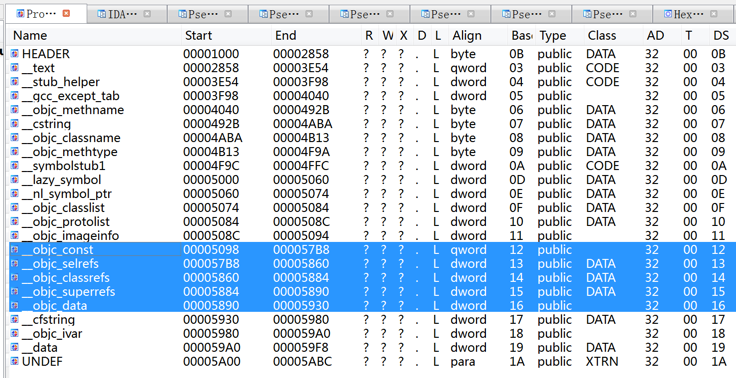 Pro… IDA… Pse… Pse… Pse… Pse… Pse… Pse… Hex…
Name Start End R W X D L Align Base Type Class AD T DS
HEADER 00001000 00002858 ? ? ? . L byte 0B public DATA 32 00 0B
__text 00002858 00003E54 ? ? ? . L qword 03 public CODE 32 00 03
__stub_helper 00003E54 00003F98 ? ? ? . L dword 04 public CODE 32 00 04
__gcc_except_tab 00003F98 00004040 ? ? ? . L dword 05 public 32 00 05
__objc_methname 00004040 0000492B ? ? ? . L byte 06 public DATA 32 00 06
__cstring 0000492B 00004ABA ? ? ? . L byte 07 public DATA 32 00 07
__objc_classname 00004ABA 00004B13 ? ? ? . L byte 08 public DATA 32 00 08
__objc_methtype 00004B13 00004F9A ? ? ? . L byte 09 public DATA 32 00 09
__symbolstub1 00004F9C 00004FFC ? ? ? . L dword 0A public CODE 32 00 0A
__lazy_symbol 00005000 00005060 ? ? ? . L dword 0D public DATA 32 00 0D
__nl_symbol_ptr 00005060 00005074 ? ? ? . L dword 0E public DATA 32 00 0E
__objc_classlist 00005074 00005084 ? ? ? . L dword 0F public DATA 32 00 0F
__objc_protolist 00005084 0000508C ? ? ? . L dword 10 public DATA 32 00 10
__objc_imageinfo 0000508C 00005094 ? ? ? . L dword 11 public 32 00 11
__objc_const 00005098 000057B8 ? ? ? . L qword 12 public 32 00 12
__objc_selrefs 000057B8 00005860 ? ? ? . L dword 13 public DATA 32 00 13
__objc_classrefs 00005860 00005884 ? ? ? . L dword 14 public DATA 32 00 14
__objc_superrefs 00005884 00005890 ? ? ? . L dword 15 public DATA 32 00 15
__objc_data 00005890 00005930 ? ? ? . L dword 16 public DATA 32 00 16
__cfstring 00005930 00005980 ? ? ? . L dword 17 public DATA 32 00 17
__objc_ivar 00005980 000059A0 ? ? ? . L dword 18 public 32 00 18
__data 000059A0 000059F8 ? ? ? . L dword 19 public DATA 32 00 19
UNDEF 00005A00 00005ABC ? ? ? . L para 1A public XTRN 32 00 1A